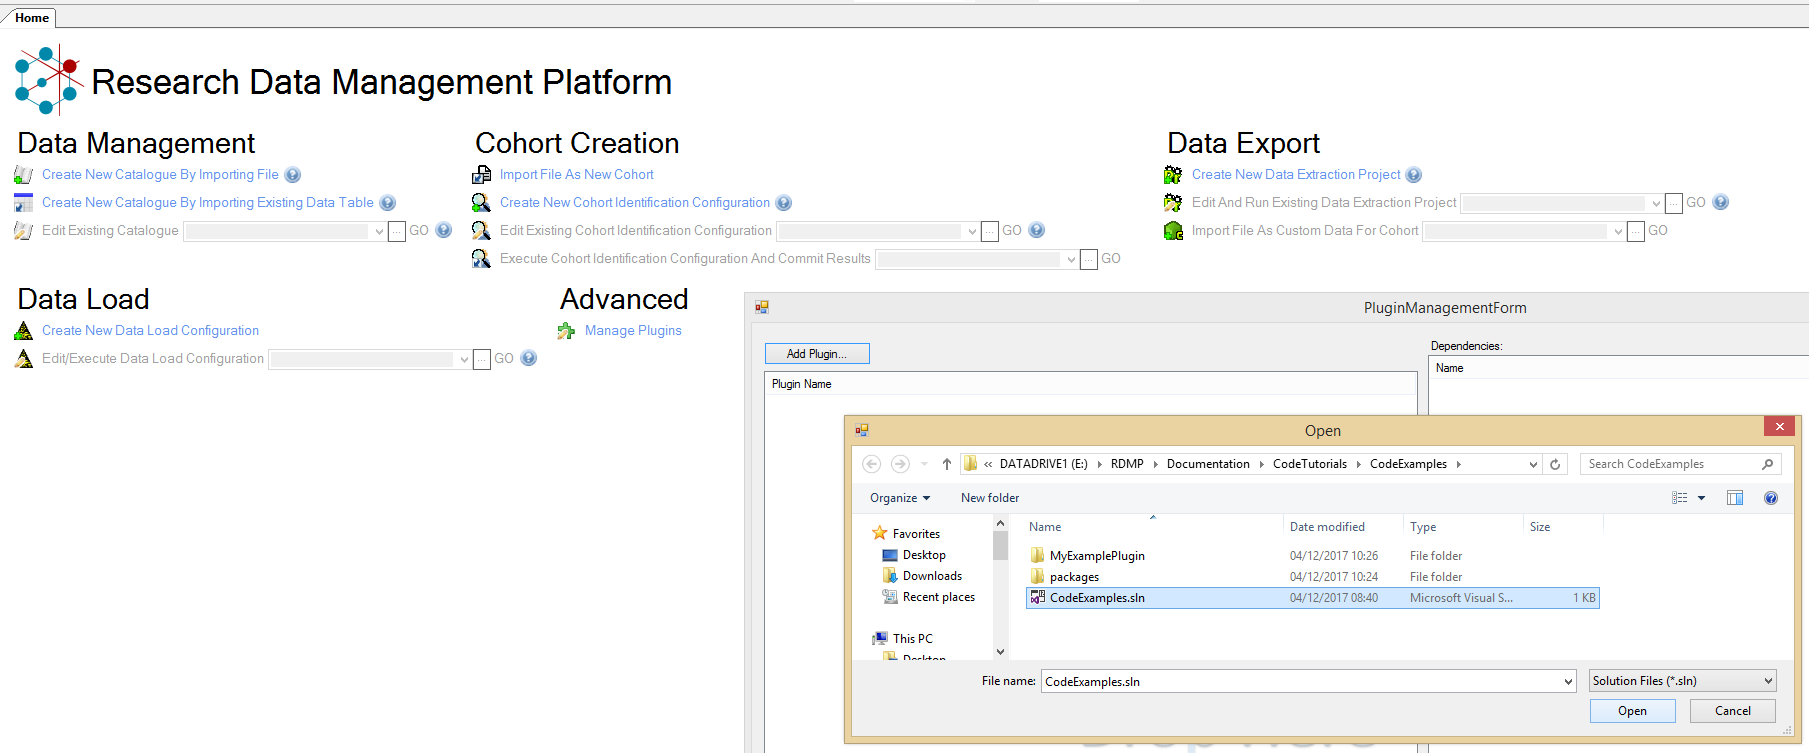 Home
Research Data Management Platform
Data Management
Create New Catalogue By Importing File
Create New Catalogue By Importing Existing Data Table
Edit Existing Catalogue ... GO
Cohort Creation
Import File As New Cohort
Create New Cohort Identification Configuration
Edit Existing Cohort Identification Configuration ... GO
Execute Cohort Identification Configuration And Commit Results ... GO
Data Export
Create New Data Extraction Project
Edit And Run Existing Data Extraction Project ... GO
Import File As Custom Data For Cohort ... GO
Data Load
Create New Data Load Configuration
Edit/Execute Data Load Configuration ... GO
Advanced
Manage Plugins
PluginManagementForm
Add Plugin...
Plugin Name
Dependencies:
Name
Open
« DATADRIVE1 (E:) RDMP Documentation CodeTutorials CodeExamples
Search CodeExamples
Organize New folder
Favorites
Desktop
Downloads
Recent places
This PC
Desktop
Name Date modified Type Size
MyExamplePlugin 04/12/2017 10:26 File folder
packages 04/12/2017 10:24 File folder
CodeExamples.sln 04/12/2017 08:40 Microsoft Visual S... 1 KB
File name: CodeExamples.sln Solution Files (*.sln)
Open Cancel